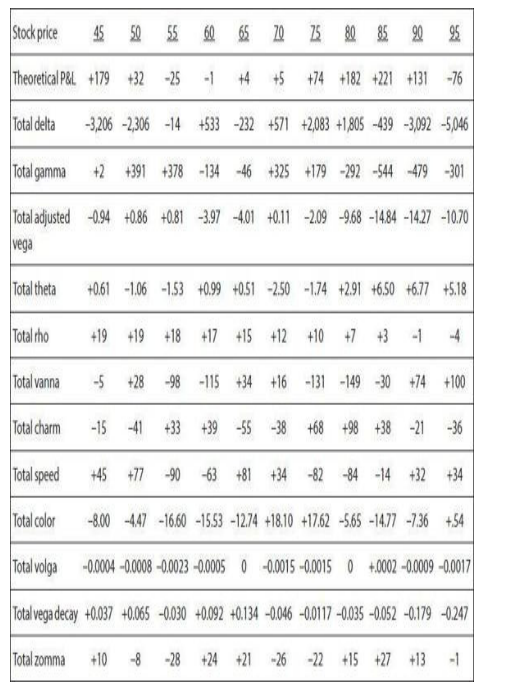 Stock price 45 50 55 60 65 70 75 80 85 90 95
Theoretical P&L +179 +32 −25 −1 +4 +5 +74 +182 +221 +131 −76
Total delta −3,206 −2,306 −14 +533 −232 +571 +2,083 +1,805 −439 −3,092 −5,046
Total gamma +2 +391 +378 −134 −46 +325 +179 −292 −544 −479 −301
Total adjusted −0.94 +0.86 +0.81 −3.97 −4.01 +0.11 −2.09 −9.68 −14.84 −14.27 −10.70
vega
Total theta +0.61 −1.06 −1.53 +0.99 +0.51 −2.50 −1.74 +2.91 +6.50 +6.77 +5.18
Total rho +19 +19 +18 +17 +15 +12 +10 +7 +3 −1 −4
Total vanna −5 +28 −98 −115 +34 +16 −131 −149 −30 +74 +100
Total charm −15 −41 +33 +39 −55 −38 +68 +98 +38 −21 −36
Total speed +45 +77 −90 −63 +81 +34 −82 −84 −14 +32 +34
Total color −8.00 −4.47 −16.60 −15.53 −12.74 +18.10 +17.62 −5.65 −14.77 −7.36 +.54
Total volga −0.0004 −0.0008 −0.0023 −0.0005 0 −0.0015 −0.0015 0 +.0002 −0.0009 −0.0017
Total vega decay +0.037 +0.065 −0.030 +0.092 +0.134 −0.046 −0.0117 −0.035 −0.052 −0.179 −0.247
Total zomma +10 −8 −28 +24 +21 −26 −22 +15 +27 +13 −1